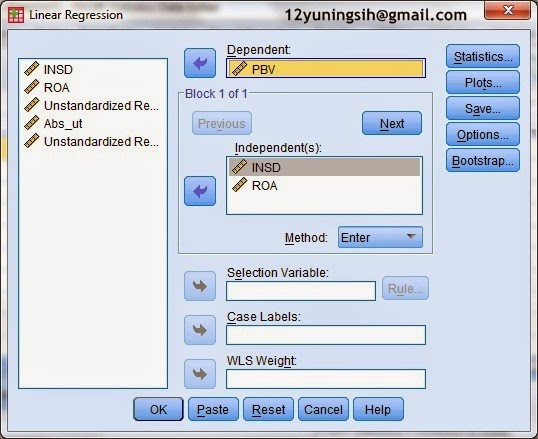 Linear Regression
12yuningsih@gmail.com
INSD
ROA
Unstandardized Re...
Abs_ut
Unstandardized Re...
Dependent:
PBV
Block 1 of 1
Previous
Next
Independent(s):
INSD
ROA
Method:
Enter
Selection Variable:
Rule...
Case Labels:
WLS Weight:
Statistics...
Plots...
Save...
Options...
Bootstrap...
OK
Paste
Reset
Cancel
Help